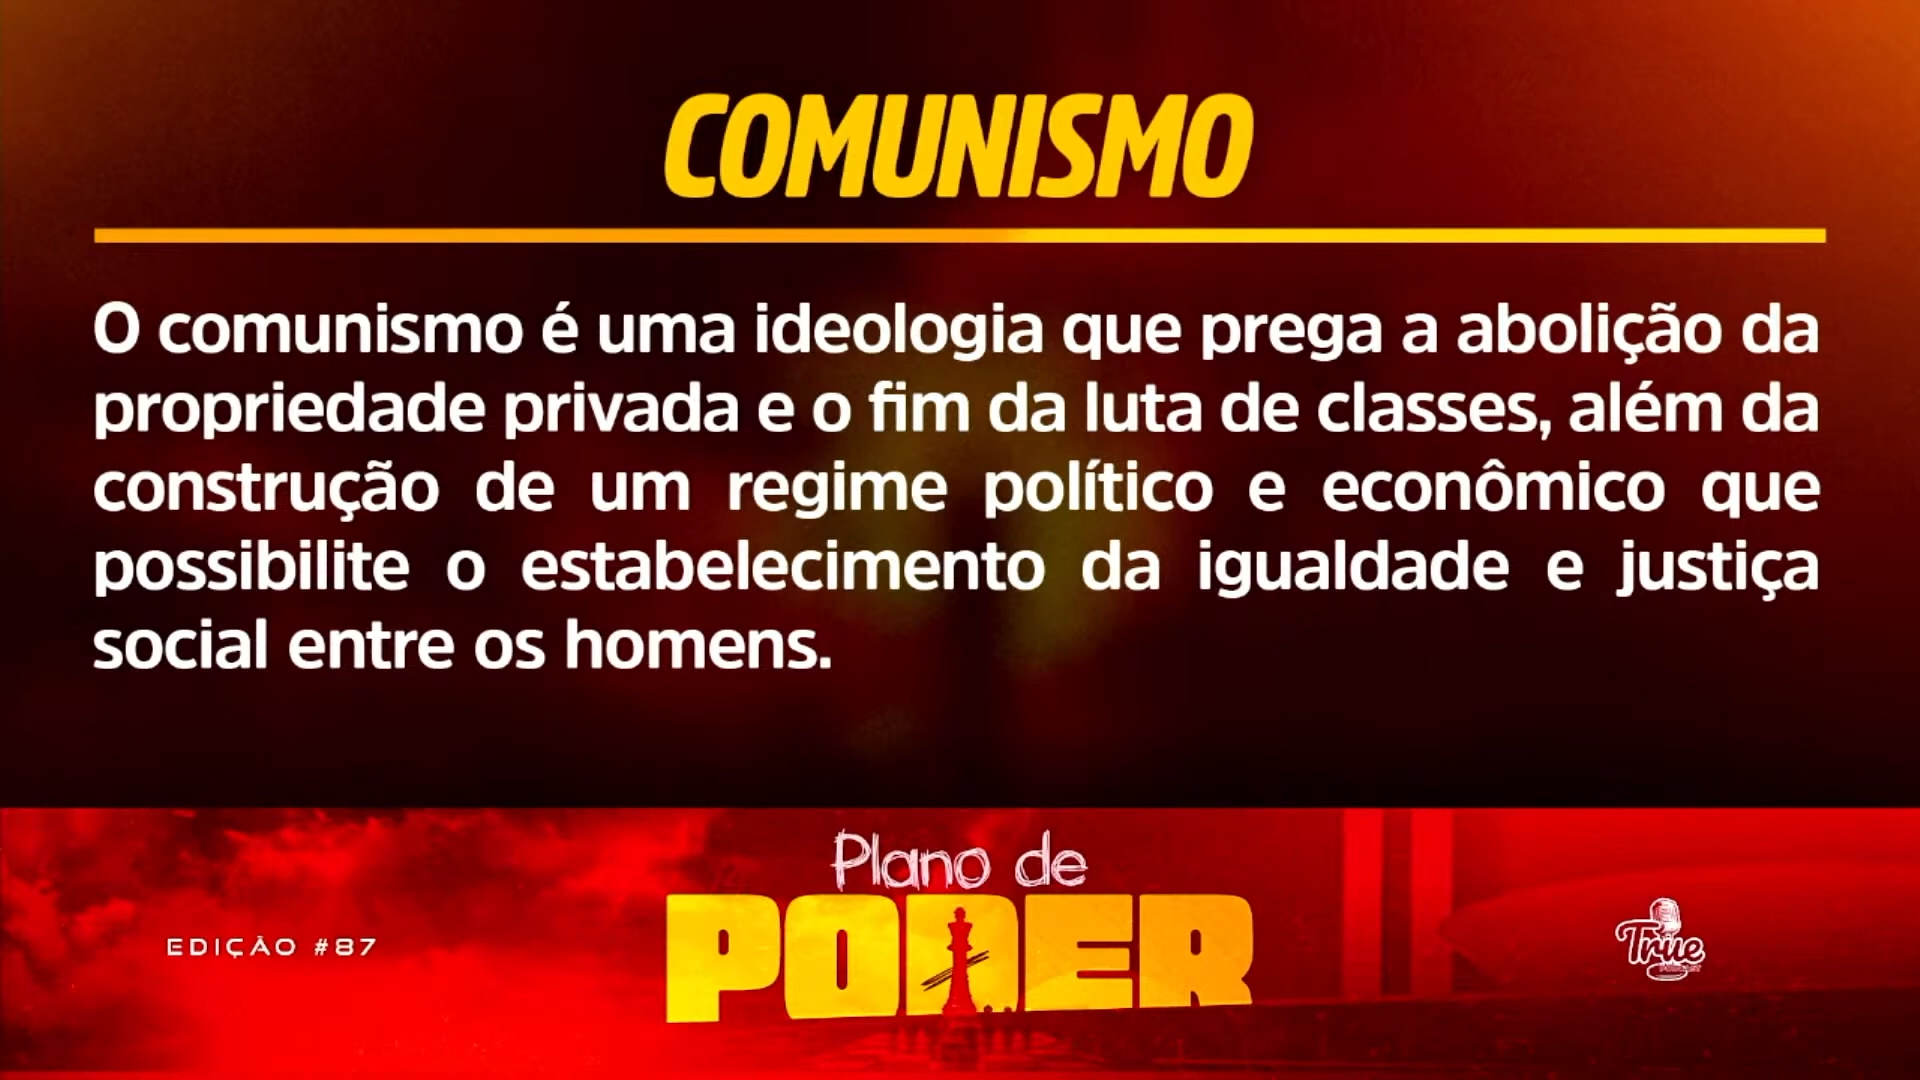 COMUNISMO
O comunismo é uma ideologia que prega a abolição da
propriedade privada e o fim da luta de classes, além da
construção de um regime político e econômico que
possibilite o estabelecimento da igualdade e justiça
social entre os homens.
Plano de
PODER
EDIÇÃO #87
True
PODCAST